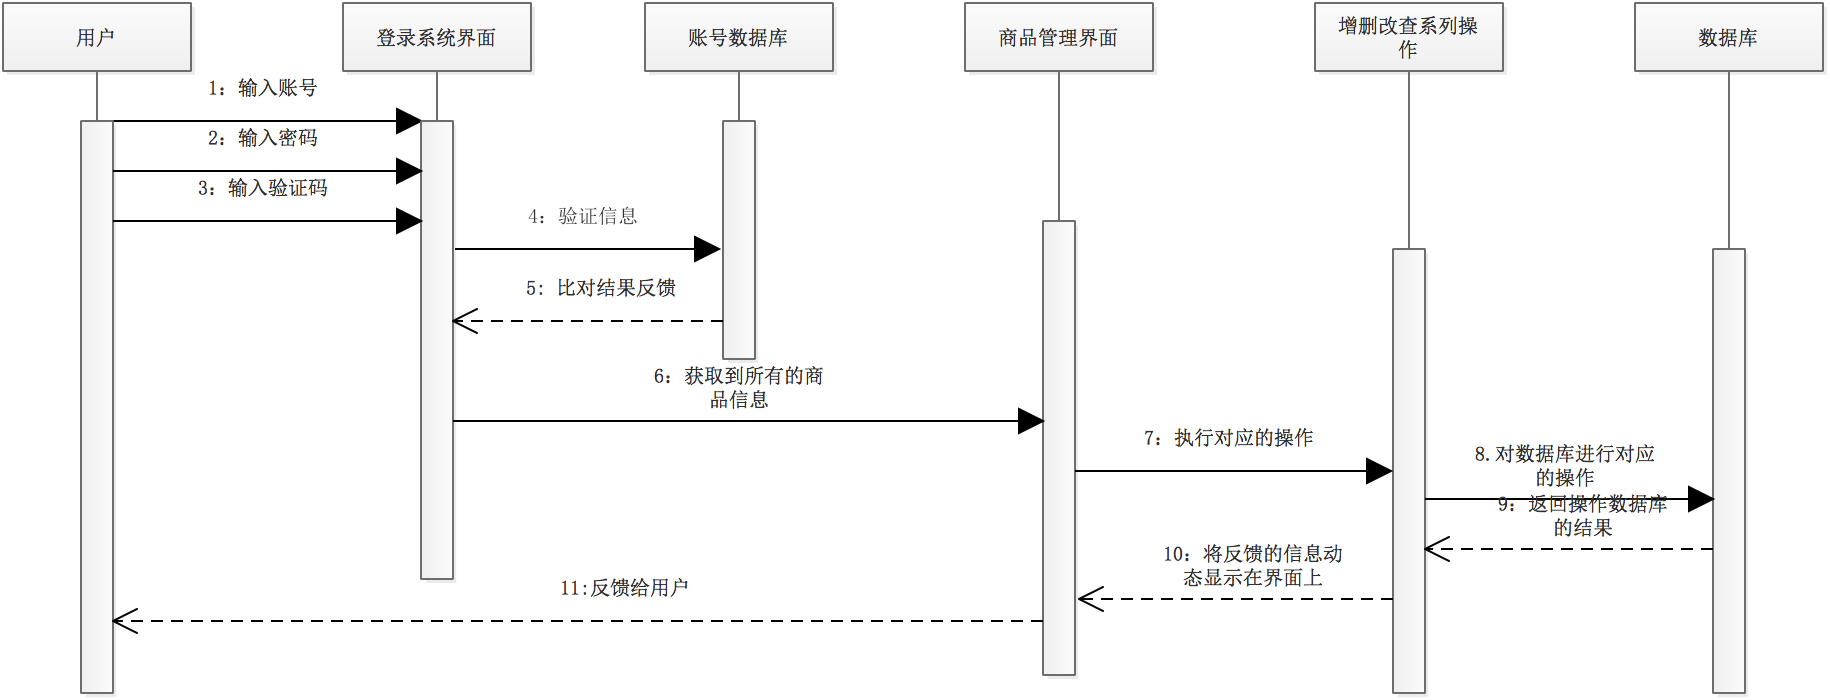 用户
登录系统界面
账号数据库
商品管理界面
增删改查系列操
作
数据库
1: 输入账号
2: 输入密码
3: 输入验证码
4: 验证信息
5: 比对结果反馈
6: 获取到所有的商
品信息
7: 执行对应的操作
8.对数据库进行对应
的操作
9: 返回操作数据库
的结果
10: 将反馈的信息动
态显示在界面上
11:反馈给用户